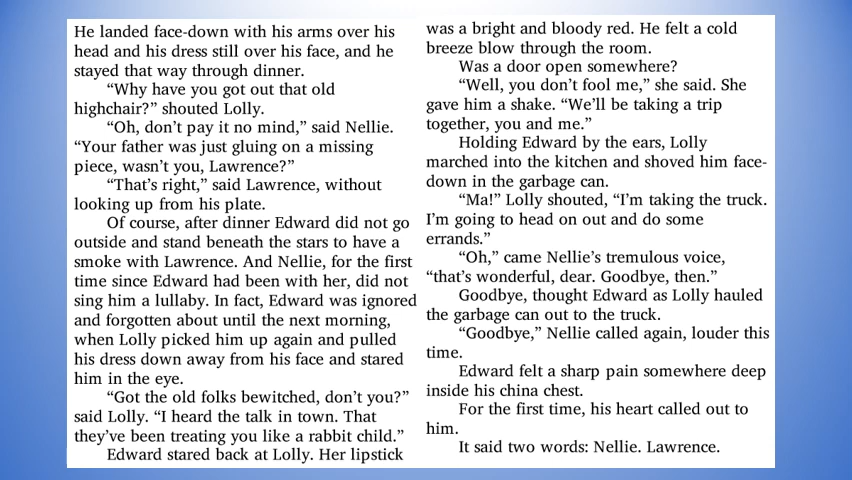 He landed face-down with his arms over his
head and his dress still over his face, and he
stayed that way through dinner.
“Why have you got out that old
highchair?” shouted Lolly.
“Oh, don’t pay it no mind,” said Nellie.
“Your father was just gluing on a missing
piece, wasn’t you, Lawrence?”
“That’s right,” said Lawrence, without
looking up from his plate.
Of course, after dinner Edward did not go
outside and stand beneath the stars to have a
smoke with Lawrence. And Nellie, for the first
time since Edward had been with her, did not
sing him a lullaby. In fact, Edward was ignored
and forgotten about until the next morning,
when Lolly picked him up again and pulled
his dress down away from his face and stared
him in the eye.
“Got the old folks bewitched, don’t you?”
said Lolly. “I heard the talk in town. That
they’ve been treating you like a rabbit child.”
Edward stared back at Lolly. Her lipstick
was a bright and bloody red. He felt a cold
breeze blow through the room.
Was a door open somewhere?
“Well, you don’t fool me,” she said. She
gave him a shake. “We’ll be taking a trip
together, you and me.”
Holding Edward by the ears, Lolly
marched into the kitchen and shoved him face-
down in the garbage can.
“Ma!” Lolly shouted, “I’m taking the truck.
I’m going to head on out and do some
errands.”
“Oh,” came Nellie’s tremulous voice,
“that’s wonderful, dear. Goodbye, then.”
Goodbye, thought Edward as Lolly hauled
the garbage can out to the truck.
“Goodbye,” Nellie called again, louder this
time.
Edward felt a sharp pain somewhere deep
inside his china chest.
For the first time, his heart called out to
him.
It said two words: Nellie. Lawrence.